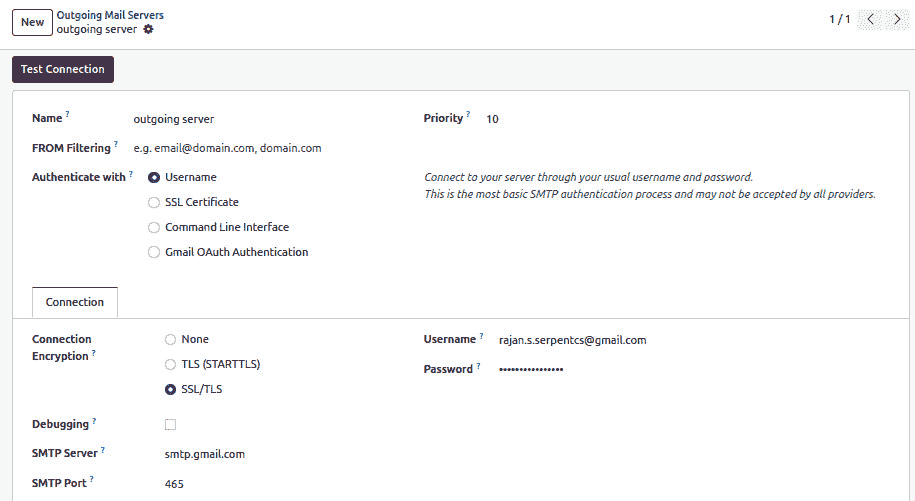 New
Outgoing Mail Servers
outgoing server
1 / 1
Test Connection
Name ?
outgoing server
Priority ?
10
FROM Filtering ?
e.g. email@domain.com, domain.com
Authenticate with ?
Username
Connect to your server through your usual username and password.
This is the most basic SMTP authentication process and may not be accepted by all providers.
SSL Certificate
Command Line Interface
Gmail OAuth Authentication
Connection
Connection
Encryption ?
None
TLS (STARTTLS)
SSL/TLS
Username ?
rajan.s.serpentcs@gmail.com
Password ?
••••••••••••••••
Debugging ?
SMTP Server ?
smtp.gmail.com
SMTP Port ?
465